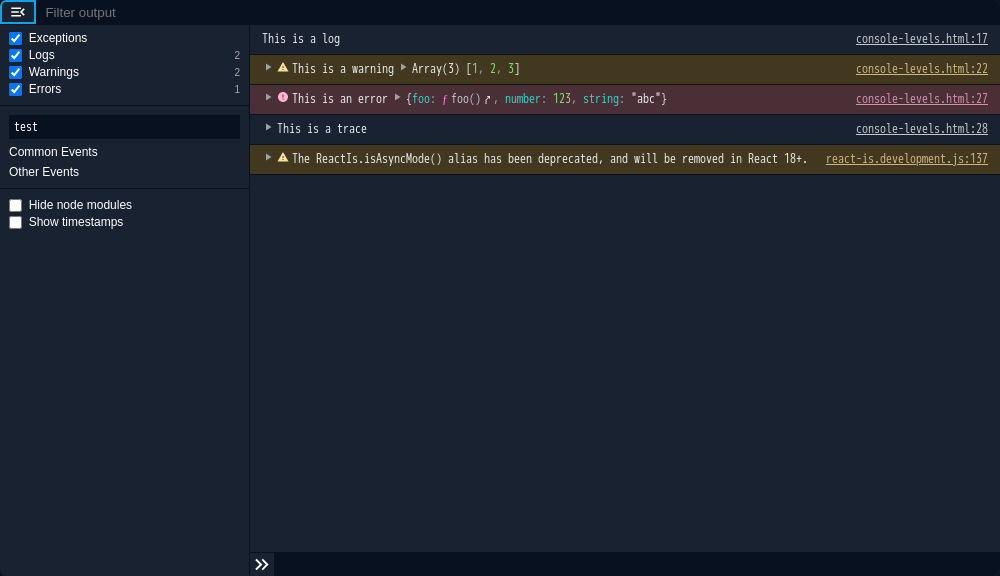 Filter output
Exceptions
Logs 2
Warnings 2
Errors 1
test
Common Events
Other Events
Hide node modules
Show timestamps
This is a log console-levels.html:17
This is a warning Array(3) [1, 2, 3] console-levels.html:22
This is an error {foo: ƒ foo(), number: 123, string: "abc"} console-levels.html:27
This is a trace console-levels.html:28
The ReactIs.isAsyncMode() alias has been deprecated, and will be removed in React 18+. react-is.development.js:137